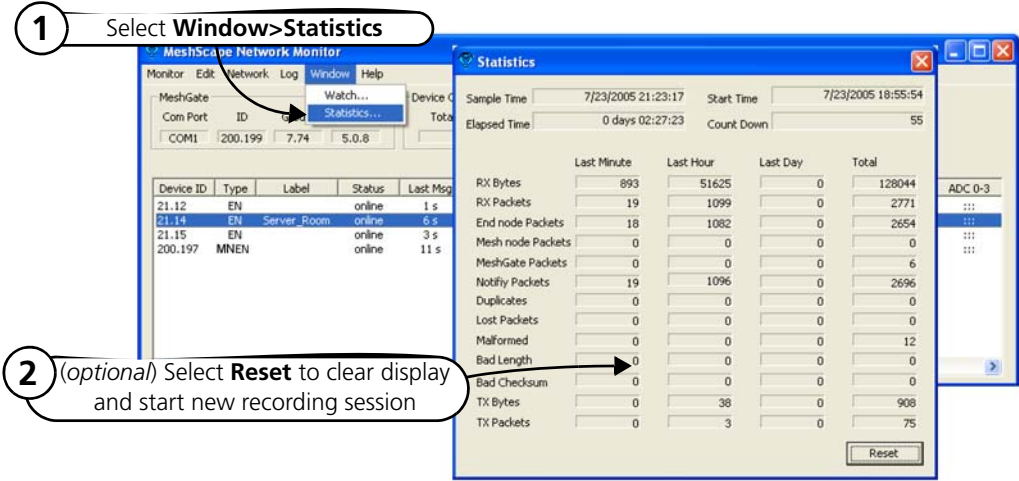 1 Select Window>Statistics
MeshScape Network Monitor
Monitor Edit Network Log Window Help
Watch...
Statistics...
MeshGate
Device
Com Port ID
COM1 200.199 7.74 5.0.8
Device ID Type Label Status Last Msg ADC 0-3
21.12 EN online 1 s :::
21.14 EN Server_Room online 6 s :::
21.15 EN online 3 s :::
200.197 MNEN online 11 s :::
Statistics
Sample Time 7/23/2005 21:23:17 Start Time 7/23/2005 18:55:54
Elapsed Time 0 days 02:27:23 Count Down 55
Last Minute Last Hour Last Day Total
RX Bytes 893 51625 0 128044
RX Packets 19 1099 0 2771
End node Packets 18 1082 0 2654
Mesh node Packets 0 0 0 0
MeshGate Packets 0 0 0 6
Notifiy Packets 19 1096 0 2696
Duplicates 0 0 0 0
Lost Packets 0 0 0 0
Malformed 0 0 0 12
Bad Length 0 0 0 0
Bad Checksum 0 0 0 0
TX Bytes 0 38 0 908
TX Packets 0 3 0 75
Reset
2 (optional) Select Reset to clear display
and start new recording session